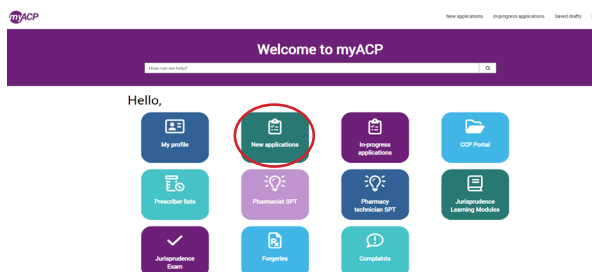 myACP
New applications In-progress applications Saved drafts
Welcome to myACP
How can we help?
Hello,
My profile
New applications
In-progress
applications
CCP Portal
Prescriber lists
Pharmacist SPT
Pharmacy
technician SPT
Jurisprudence
Learning Modules
Jurisprudence
Exam
Forgeries
Complaints